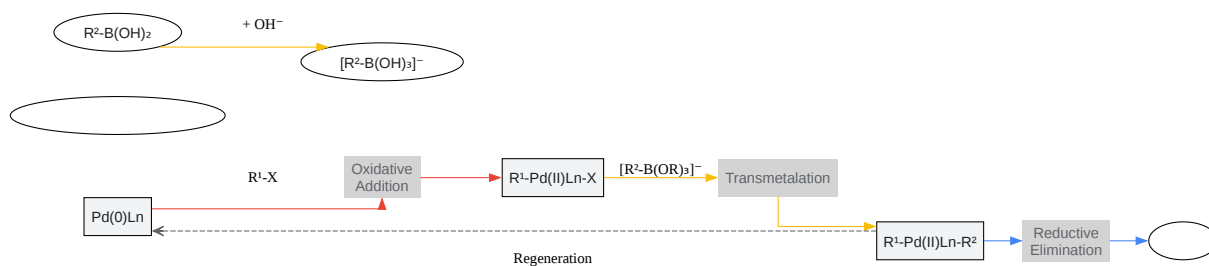 R²-B(OH)₂
+ OH⁻
[R²-B(OH)₃]⁻
R¹-X
Oxidative
Addition
R¹-Pd(II)Ln-X
[R²-B(OR)₃]⁻
Transmetalation
Pd(0)Ln
R¹-Pd(II)Ln-R²
Reductive
Elimination
Regeneration